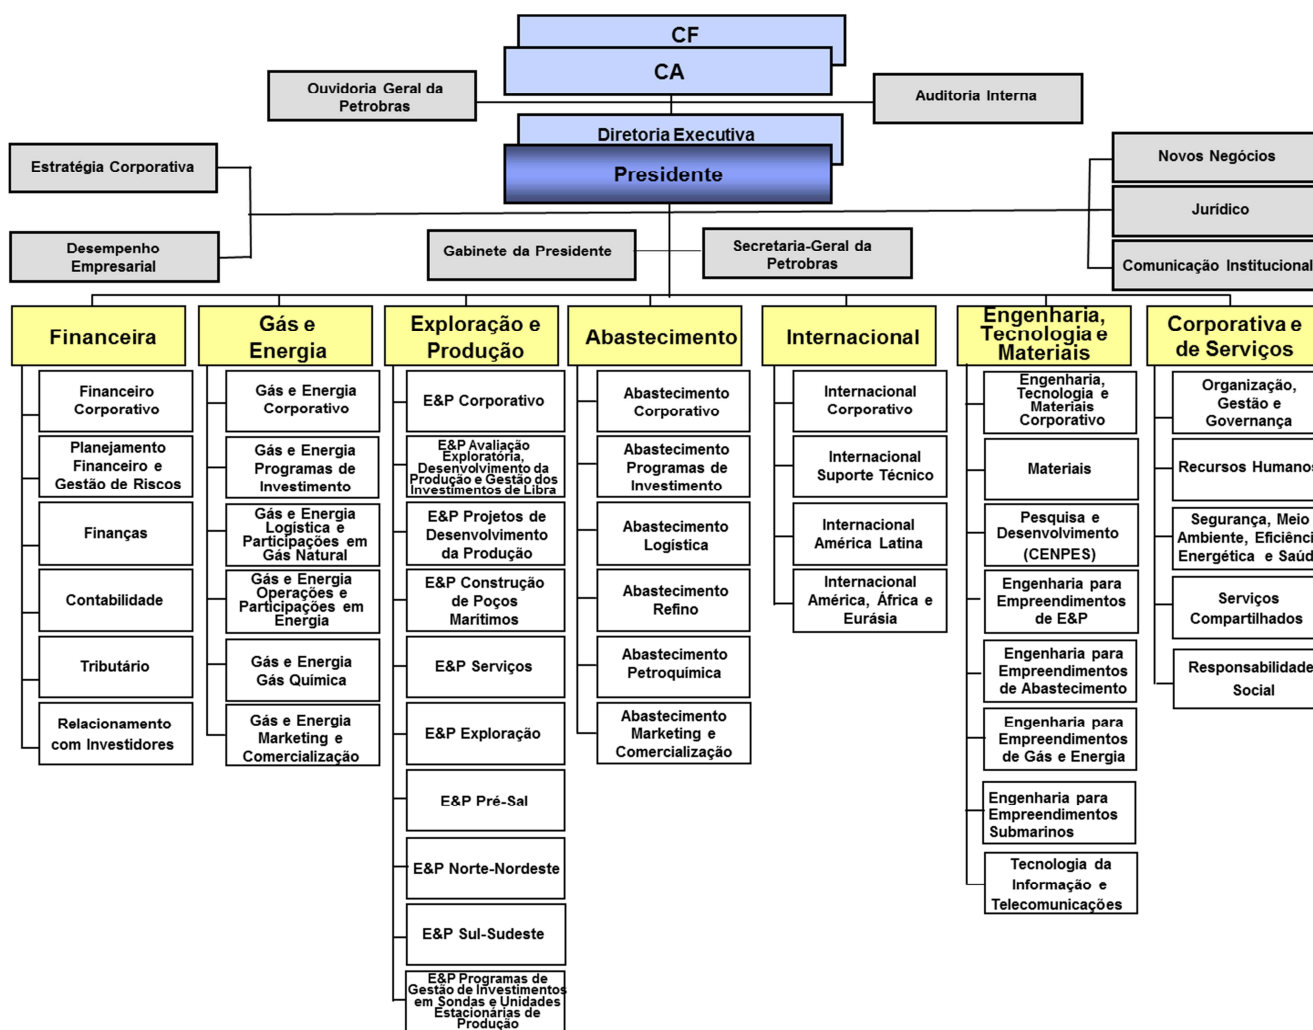 CF
CA
Ouvidoria Geral da
Petrobras
Auditoria Interna
Diretoria Executiva
Presidente
Estratégia Corporativa
Desempenho
Empresarial
Novos Negócios
Jurídico
Comunicação Institucional
Gabinete da Presidente
Secretaria-Geral da
Petrobras
Financeira
Financeiro
Corporativo
Planejamento
Financeiro e
Gestão de Riscos
Finanças
Contabilidade
Tributário
Relacionamento
com Investidores
Gás e
Energia
Gás e Energia
Corporativo
Gás e Energia
Programas de
Investimento
Gás e Energia
Logística e
Participações em
Gás Natural
Gás e Energia
Operações e
Participações em
Energia
Gás e Energia
Gás Química
Gás e Energia
Marketing e
Comercialização
Exploração e
Produção
E&P Corporativo
E&P Avaliação
Exploratória,
Desenvolvimento da
Produção e Gestão dos
Investimentos de Libra
E&P Projetos de
Desenvolvimento
da Produção
E&P Construção
de Poços
Marítimos
E&P Serviços
E&P Exploração
E&P Pré-Sal
E&P Norte-Nordeste
E&P Sul-Sudeste
E&P Programas de
Gestão de Investimentos
em Sondas e Unidades
Estacionárias de
Produção
Abastecimento
Abastecimento
Corporativo
Abastecimento
Programas de
Investimento
Abastecimento
Logística
Abastecimento
Refino
Abastecimento
Petroquímica
Abastecimento
Marketing e
Comercialização
Internacional
Internacional
Corporativo
Internacional
Suporte Técnico
Internacional
América Latina
Internacional
América, África e
Eurásia
Engenharia,
Tecnologia e
Materiais
Engenharia,
Tecnologia e
Materiais
Corporativo
Materiais
Pesquisa e
Desenvolvimento
(CENPES)
Engenharia para
Empreendimentos
de E&P
Engenharia para
Empreendimentos
de Abastecimento
Engenharia para
Empreendimentos
de Gás e Energia
Engenharia para
Empreendimentos
Submarinos
Tecnologia da
Informação e
Telecomunicações
Corporativa e
de Serviços
Organização,
Gestão e
Governança
Recursos Humanos
Segurança, Meio
Ambiente, Eficiênci
Energética e Saúd
Serviços
Compartilhados
Responsabilidade
Social